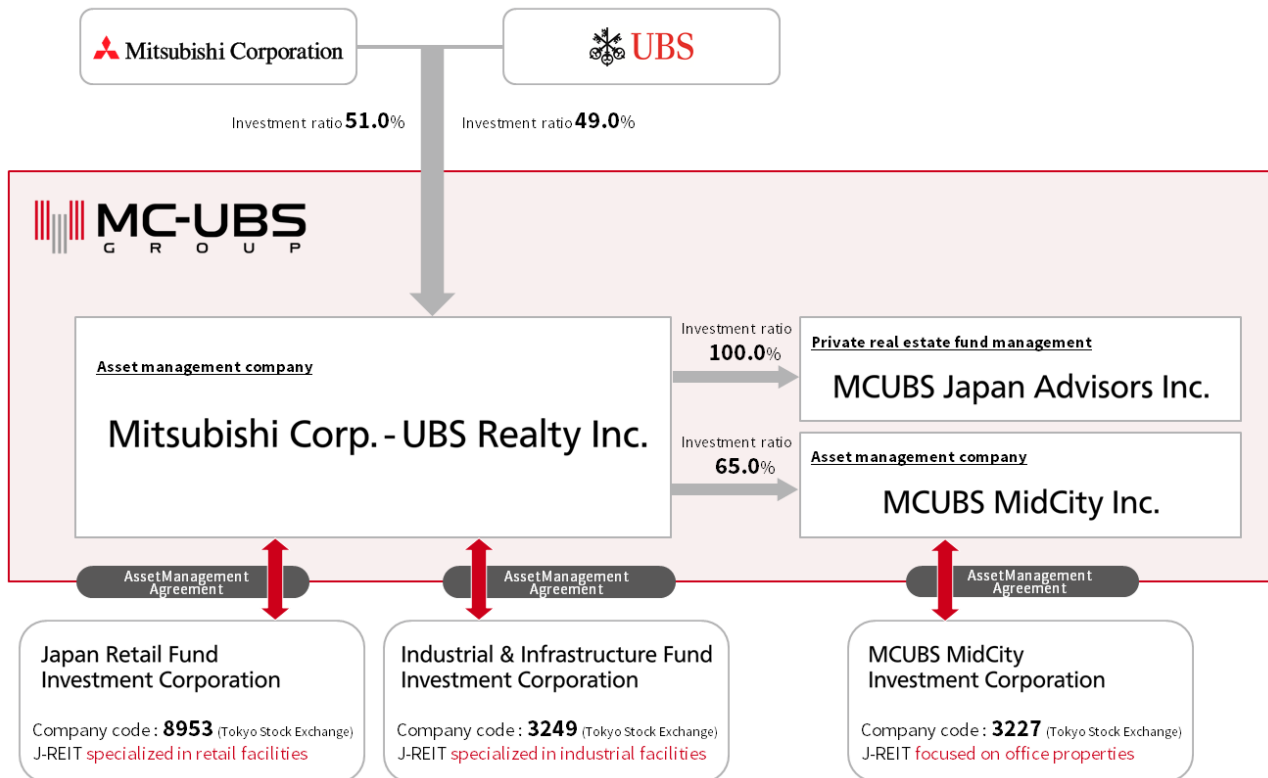 Mitsubishi Corporation
UBS
Investment ratio 51.0%
Investment ratio 49.0%
MC-UBS
GROUP
Asset management company
Mitsubishi Corp. - UBS Realty Inc.
Investment ratio
100.0%
Private real estate fund management
MCUBS Japan Advisors Inc.
Investment ratio
65.0%
Asset management company
MCUBS MidCity Inc.
AssetManagement
Agreement
AssetManagement
Agreement
AssetManagement
Agreement
Japan Retail Fund
Investment Corporation
Company code : 8953 (Tokyo Stock Exchange)
J-REIT specialized in retail facilities
Industrial & Infrastructure Fund
Investment Corporation
Company code : 3249 (Tokyo Stock Exchange)
J-REIT specialized in industrial facilities
MCUBS MidCity
Investment Corporation
Company code : 3227 (Tokyo Stock Exchange)
J-REIT focused on office properties